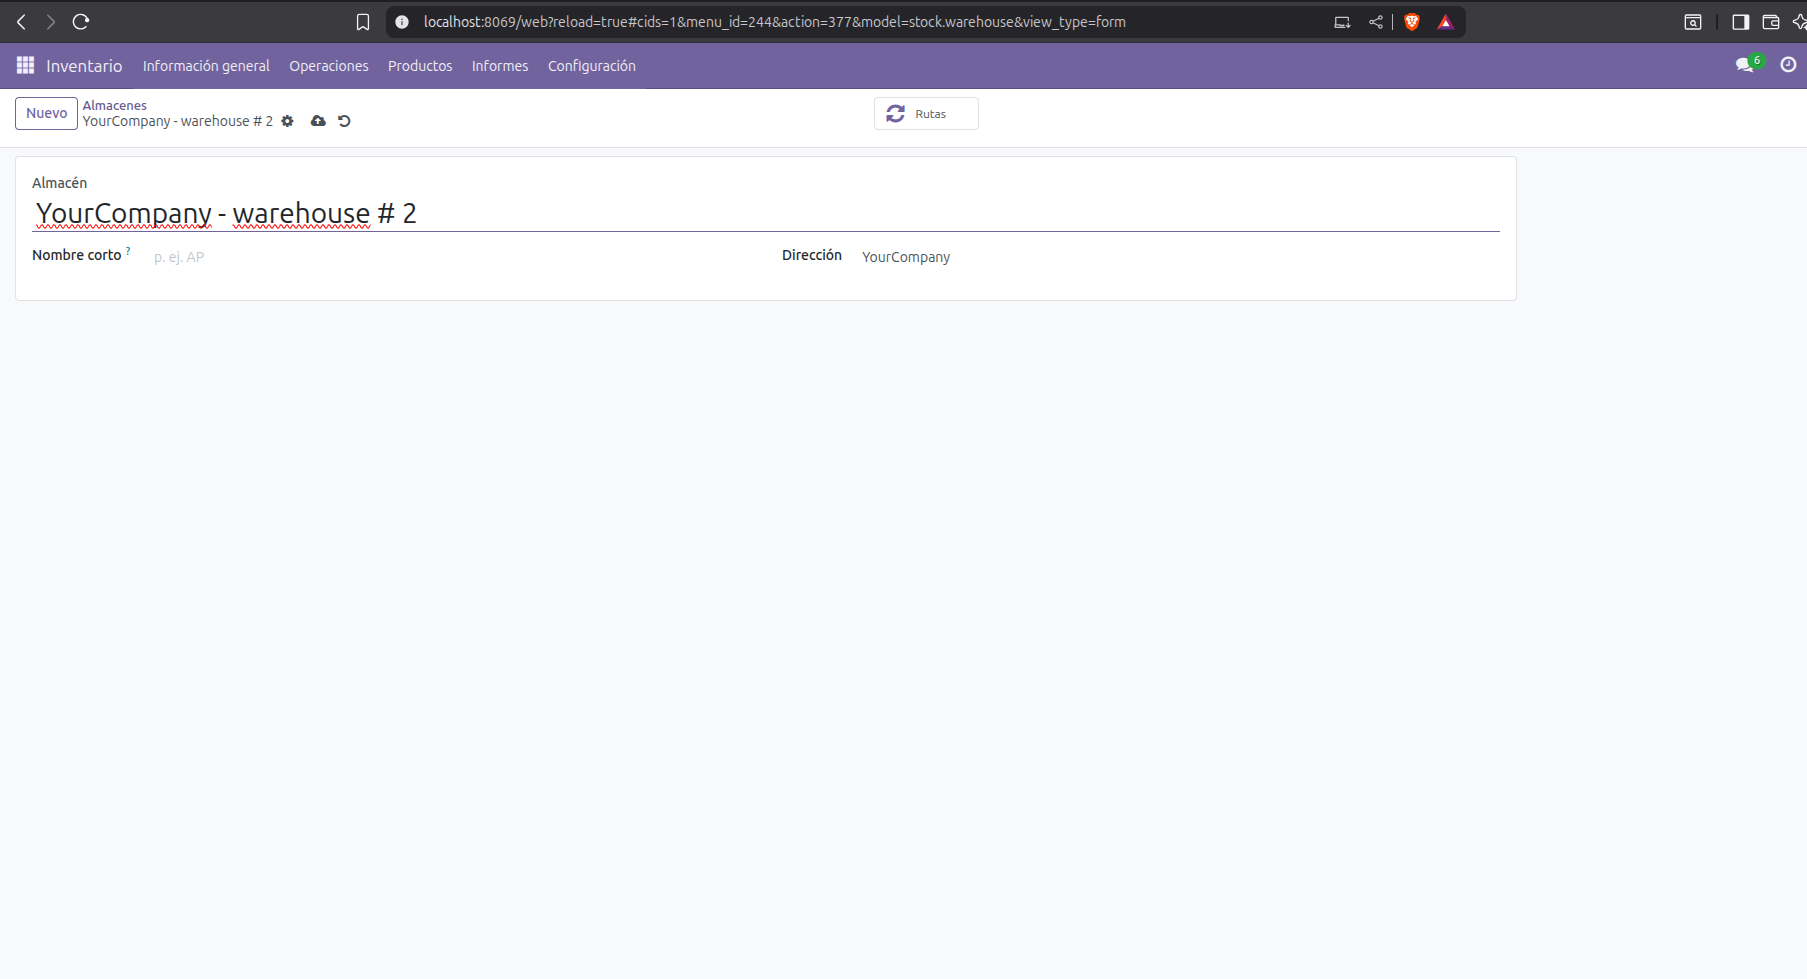 localhost:8069/web?reload=true#cids=1&menu_id=244&action=377&model=stock.warehouse&view_type=form
Inventario Información general Operaciones Productos Informes Configuración 6
Nuevo Almacenes
YourCompany - warehouse # 2
Rutas
Almacén
YourCompany - warehouse # 2
Nombre corto ? p. ej. AP Dirección YourCompany